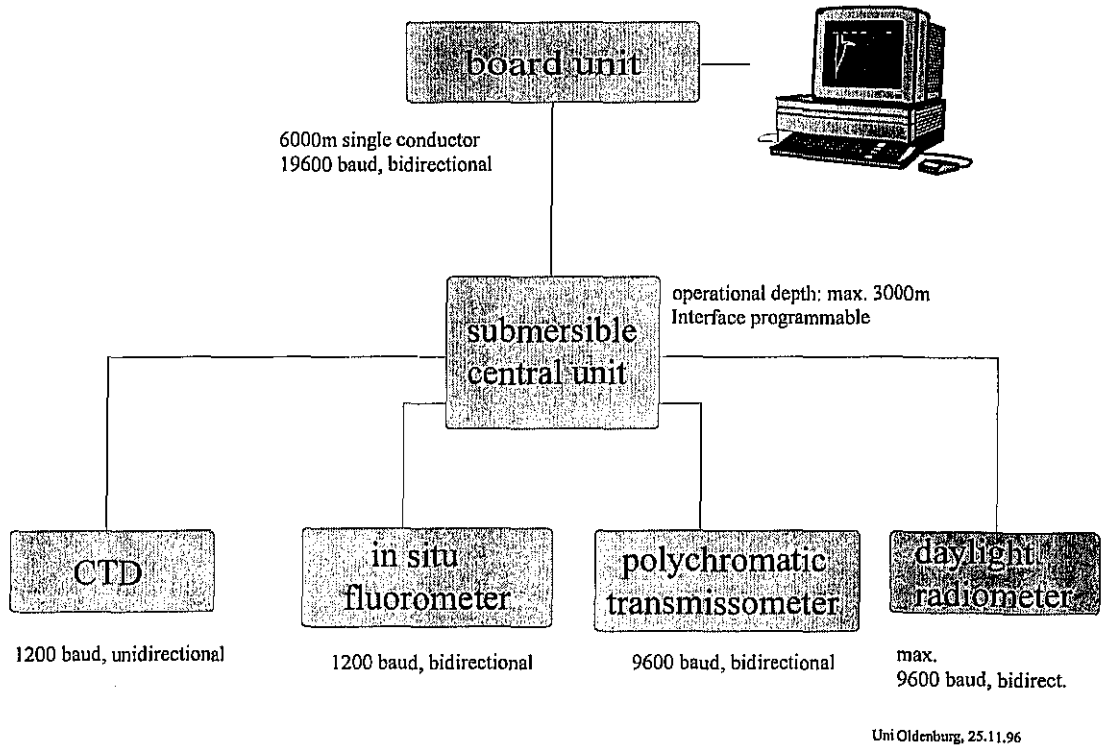 board unit
6000m single conductor
19600 baud, bidirectional
submersible
central unit
operational depth: max. 3000m
Interface programmable
CTD
in situ
fluorometer
polychromatic
transmissometer
daylight
radiometer
1200 baud, unidirectional
1200 baud, bidirectional
9600 baud, bidirectional
max.
9600 baud, bidirect.
Uni Oldenburg, 25.11.96